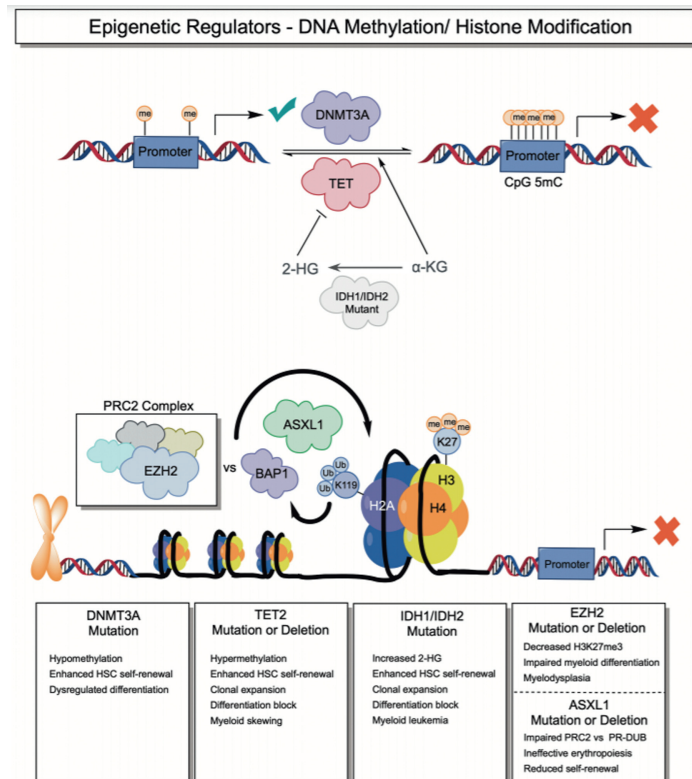 Epigenetic Regulators - DNA Methylation/ Histone Modification
me
me
DNMT3A
me me me
Promoter
TET
Promoter
CpG 5mC
2-HG
α-KG
IDH1/IDH2
Mutant
PRC2 Complex
EZH2
vs
ASXL1
BAP1
Ub
Ub
Ub
K119
me me me
K27
H3
H2A
H4
Promoter
DNMT3A
Mutation
Hypomethylation
Enhanced HSC self-renewal
Dysregulated differentiation
TET2
Mutation or Deletion
Hypermethylation
Enhanced HSC self-renewal
Clonal expansion
Differentiation block
Myeloid skewing
IDH1/IDH2
Mutation
Increased 2-HG
Enhanced HSC self-renewal
Clonal expansion
Differentiation block
Myeloid leukemia
EZH2
Mutation or Deletion
Decreased H3K27me3
Impaired myeloid differentiation
Myelodysplasia
ASXL1
Mutation or Deletion
Impaired PRC2 vs PR-DUB
Ineffective erythropoiesis
Reduced self-renewal